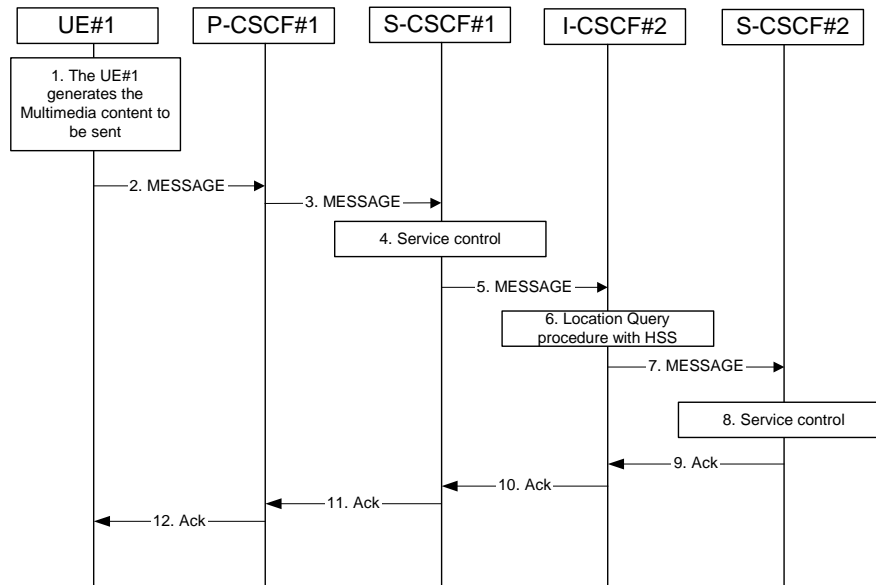 UE#1
P-CSCF#1
S-CSCF#1
I-CSCF#2
S-CSCF#2
1. The UE#1
generates the
Multimedia content to
be sent
2. MESSAGE
3. MESSAGE
4. Service control
5. MESSAGE
6. Location Query
procedure with HSS
7. MESSAGE
8. Service control
9. Ack
10. Ack
11. Ack
12. Ack